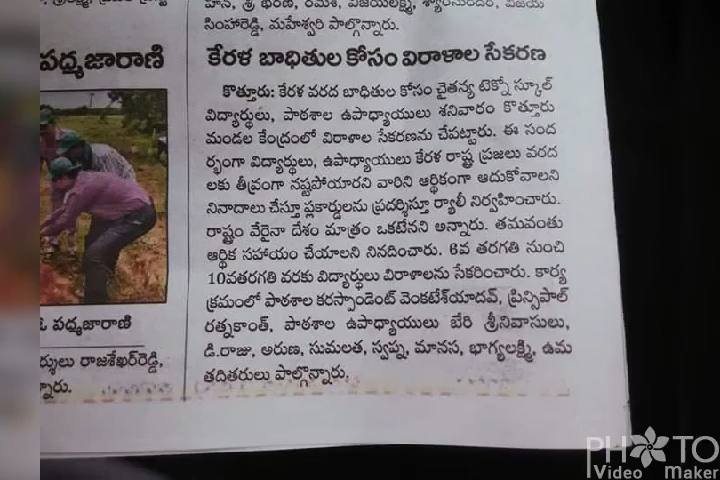 సింహారెడ్డి, మహేశ్వరి పాల్గొన్నారు.
పద్మజారాణి
కేరళ బాధితుల కోసం విరాళాల సేకరణ
కొత్తూరు: కేరళ వరద బాధితుల కోసం చైతన్య టెక్నో స్కూల్
విద్యార్థులు, పాఠశాల ఉపాధ్యాయులు శనివారం కొత్తూరు
మండల కేంద్రంలో విరాళాల సేకరణను చేపట్టారు. ఈ సంద
ర్భంగా విద్యార్థులు, ఉపాధ్యాయులు కేరళ రాష్ట్ర ప్రజలు వరద
లకు తీవ్రంగా నష్టపోయారని వారిని ఆర్థికంగా ఆదుకోవాలని
నినాదాలు చేస్తూ ప్లకార్డులను ప్రదర్శిస్తూ ర్యాలీ నిర్వహించారు.
రాష్ట్రం వేరైనా దేశం మాత్రం ఒకటేనని అన్నారు. తమవంతు
ఆర్థిక సహాయం చేయాలని నినదించారు. 6వ తరగతి నుంచి
10వతరగతి వరకు విద్యార్థులు విరాళాలను సేకరించారు. కార్య
క్రమంలో పాఠశాల కరస్పాండెంట్ వెంకటేశ్‌యాదవ్, ప్రిన్సిపాల్
రత్నకాంత్, పాఠశాల ఉపాధ్యాయులు బేరి శ్రీనివాసులు,
డి.రాజు, అరుణ, సుమలత, స్వప్న, మానస, భాగ్యలక్ష్మి, ఉమ
తదితరులు పాల్గొన్నారు.
పద్మజారాణి
రాజశేఖర్‌రెడ్డి,
PHOTO
Video Maker